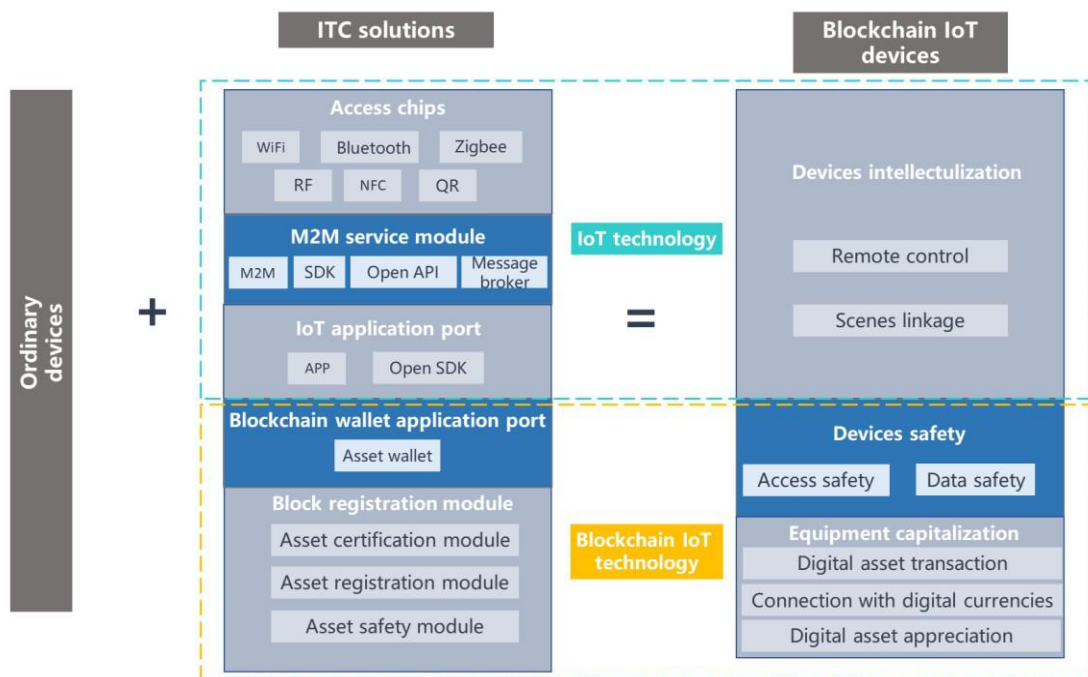 ITC solutions
Blockchain IoT
devices
Ordinary
devices
+
Access chips
WiFi
Bluetooth
Zigbee
RF
NFC
QR
M2M service module
M2M
SDK
Open API
Message
broker
IoT application port
APP
Open SDK
Blockchain wallet application port
Asset wallet
Block registration module
Asset certification module
Asset registration module
Asset safety module
IoT technology
=
Blockchain IoT
technology
Devices intellectulization
Remote control
Scenes linkage
Devices safety
Access safety
Data safety
Equipment capitalization
Digital asset transaction
Connection with digital currencies
Digital asset appreciation